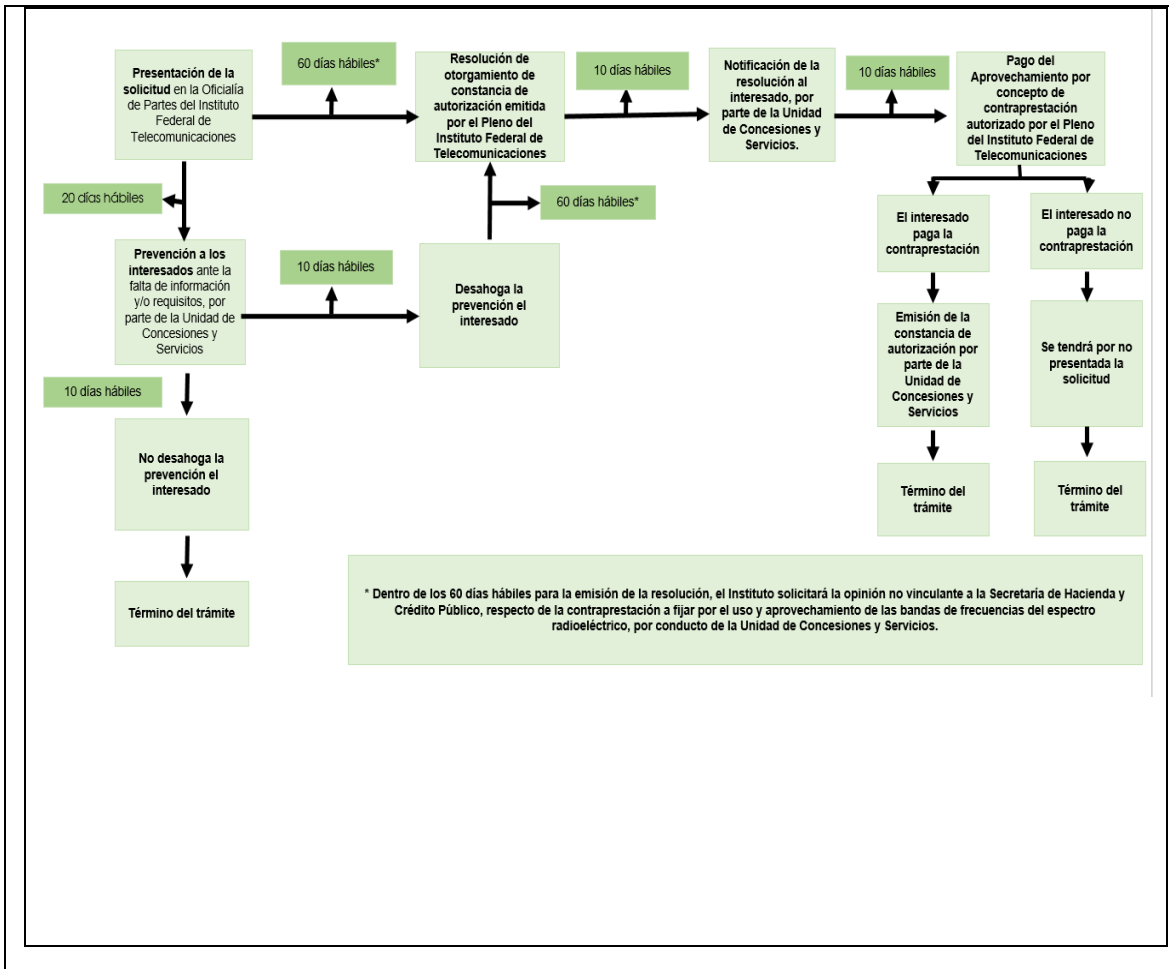 Presentación de la
solicitud en la Oficialía
de Partes del Instituto
Federal de
Telecomunicaciones
60 días hábiles*
Resolución de
otorgamiento de
constancia de
autorización emitida
por el Pleno del
Instituto Federal de
Telecomunicaciones
10 días hábiles
Notificación de la
resolución al
interesado, por
parte de la Unidad
de Concesiones y
Servicios.
10 días hábiles
Pago del
Aprovechamiento por
concepto de
contraprestación
autorizado por el Pleno
del Instituto Federal de
Telecomunicaciones
20 días hábiles
60 días hábiles*
El interesado
paga la
contraprestación
El interesado no
paga la
contraprestación
Prevención a los
interesados ante la
falta de información
y/o requisitos, por
parte de la Unidad de
Concesiones y
Servicios
10 días hábiles
Desahoga la
prevención el
interesado
Emisión de la
constancia de
autorización por
parte de la
Unidad de
Concesiones y
Servicios
Se tendrá por no
presentada la
solicitud
10 días hábiles
No desahoga la
prevención el
interesado
Término del
trámite
Término del
trámite
Término del trámite
* Dentro de los 60 días hábiles para la emisión de la resolución, el Instituto solicitará la opinión no vinculante a la Secretaría de Hacienda y
Crédito Público, respecto de la contraprestación a fijar por el uso y aprovechamiento de las bandas de frecuencias del espectro
radioeléctrico, por conducto de la Unidad de Concesiones y Servicios.